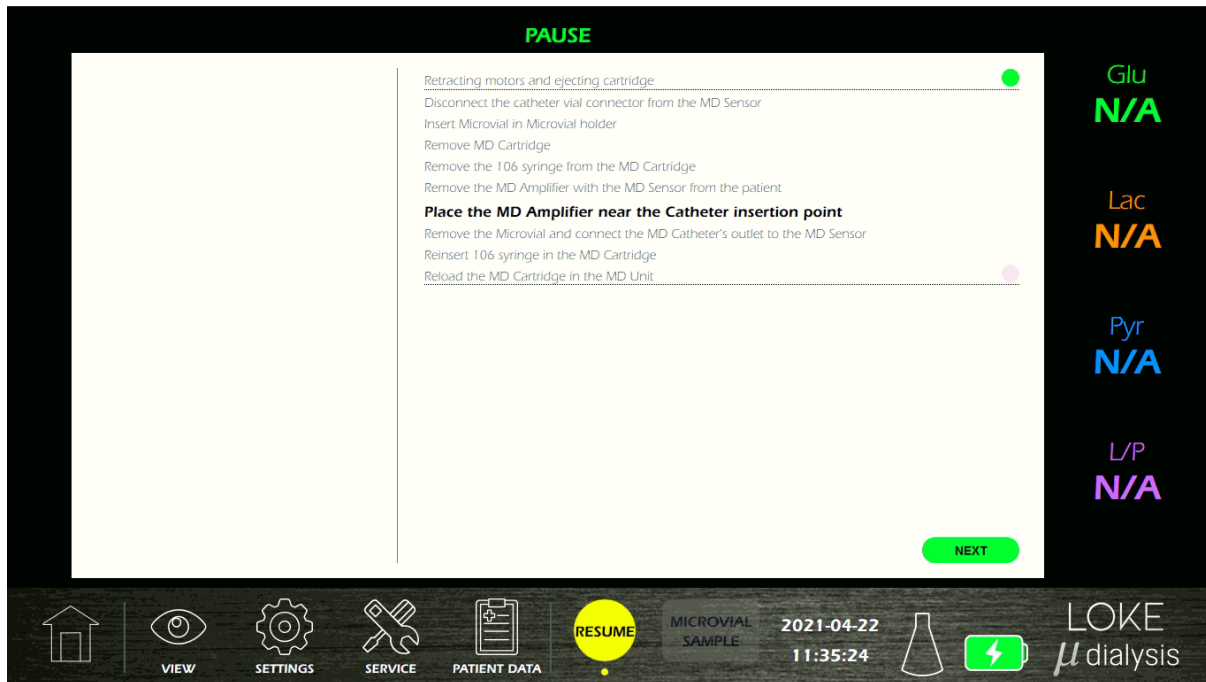 PAUSE
Retracting motors and ejecting cartridge
Disconnect the catheter vial connector from the MD Sensor
Insert Microvial in Microvial holder
Remove MD Cartridge
Remove the 106 syringe from the MD Cartridge
Remove the MD Amplifier with the MD Sensor from the patient
Place the MD Amplifier near the Catheter insertion point
Remove the Microvial and connect the MD Catheter's outlet to the MD Sensor
Reinsert 106 syringe in the MD Cartridge
Reload the MD Cartridge in the MD Unit
NEXT
Glu
N/A
Lac
N/A
Pyr
N/A
L/P
N/A
VIEW
SETTINGS
SERVICE
PATIENT DATA
RESUME
MICROVIAL
SAMPLE
2021-04-22
11:35:24
LOKE
μ dialysis